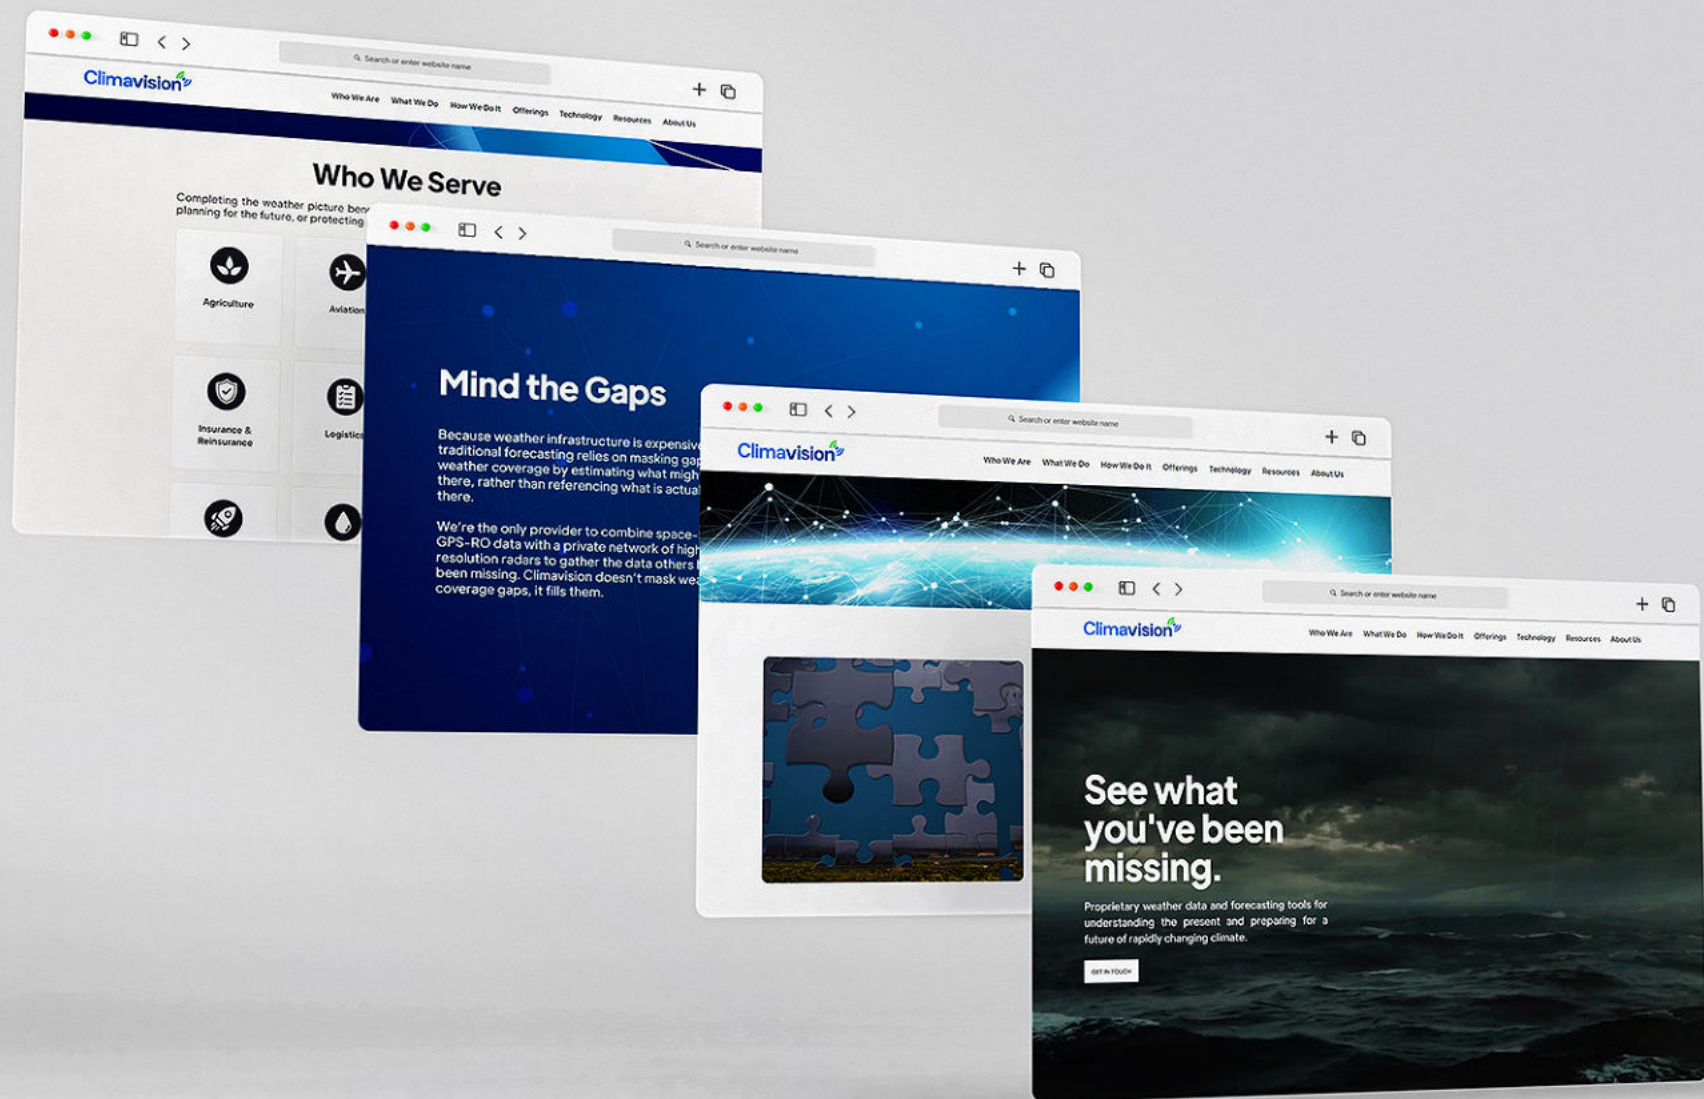 Search or enter website name
Climavision
Who We Are What We Do How We Do It Offerings Technology Resources About Us
Who We Serve
Completing the weather picture
planning for the future, or protecting
Agriculture
Aviation
Insurance &
Reinsurance
Logistics
Search or enter website name
Mind the Gaps
Because weather infrastructure is expensive
traditional forecasting relies on masking
weather coverage by estimating what
there, rather than referencing what is
there.
We're the only provider to combine space-
GPS-RO data with a private network of high
resolution radars to gather the data others
been missing. Climavision doesn't mask
coverage gaps, it fills them.
Search or enter website name
Climavision
Who We Are What We Do How We Do It Offerings Technology Resources About Us
Search or enter website name
Climavision
Who We Are What We Do How We Do It Offerings Technology Resources About Us
See what
you've been
missing.
Proprietary weather data and forecasting tools for
understanding the present and preparing for a
future of rapidly changing climate.
GET IN TOUCH